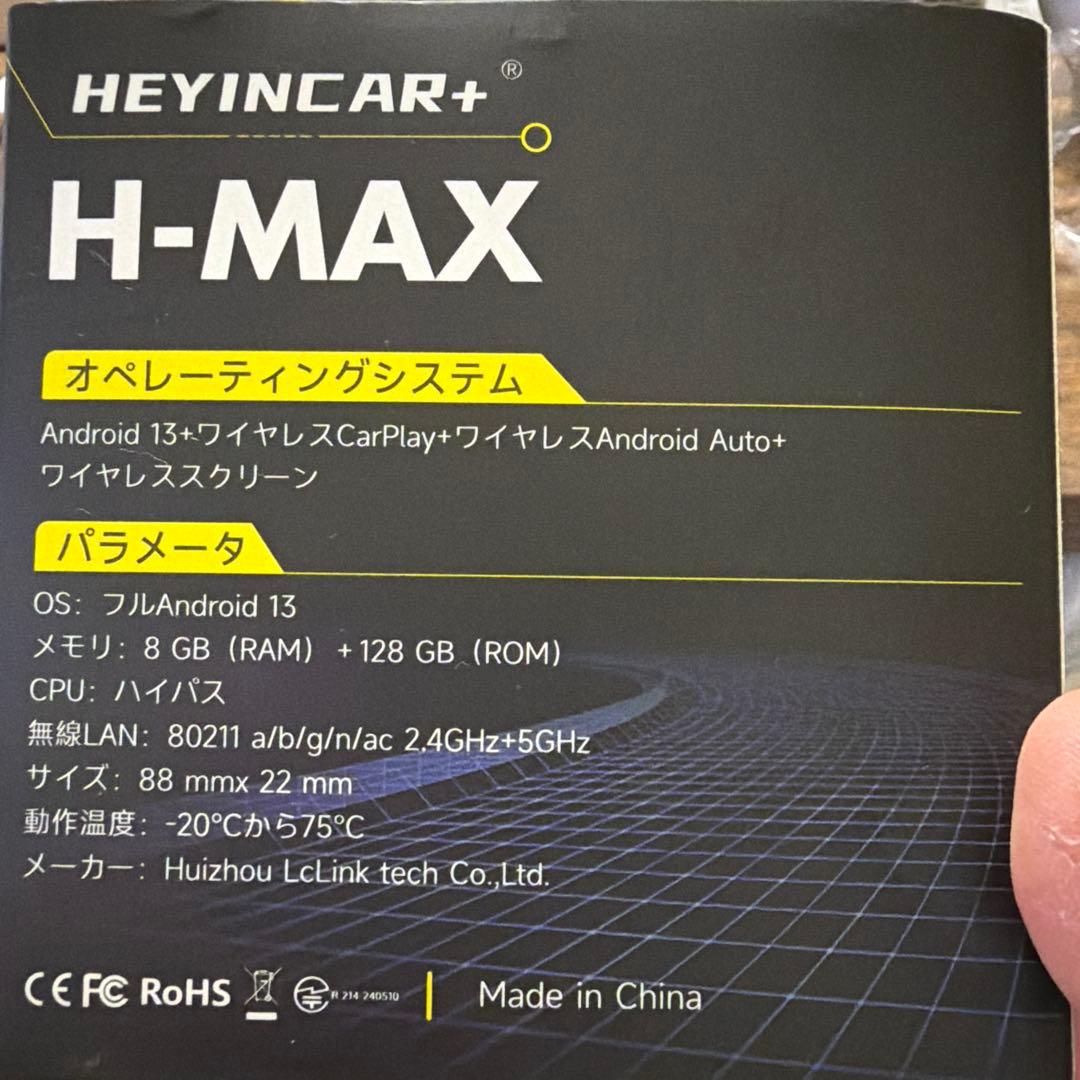 HEYINCAR+®
H-MAX
オペレーティングシステム
Android 13+ワイヤレスCarPlay+ワイヤレスAndroid Auto+
ワイヤレススクリーン
パラメータ
OS: フルAndroid 13
メモリ: 8 GB (RAM) +128 GB (ROM)
CPU: ハイパス
無線LAN: 80211 a/b/g/n/ac 2.4GHz+5GHz
サイズ: 88 mmx 22 mm
動作温度: -20°Cから75°C
メーカー: Huizhou LcLink tech Co.,Ltd.
CE FC RoHS R 214-240510 Made in China